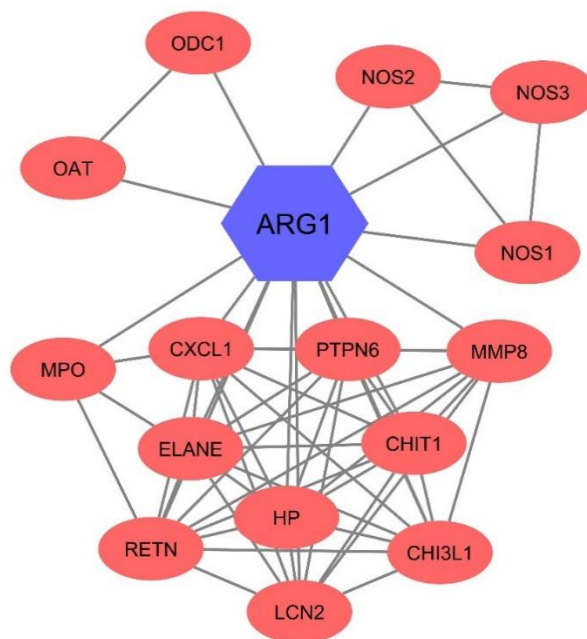 ODC1
NOS2
NOS3
OAT
ARG1
NOS1
CXCL1
PTPN6
MMP8
MPO
ELANE
CHIT1
HP
RETN
CHI3L1
LCN2